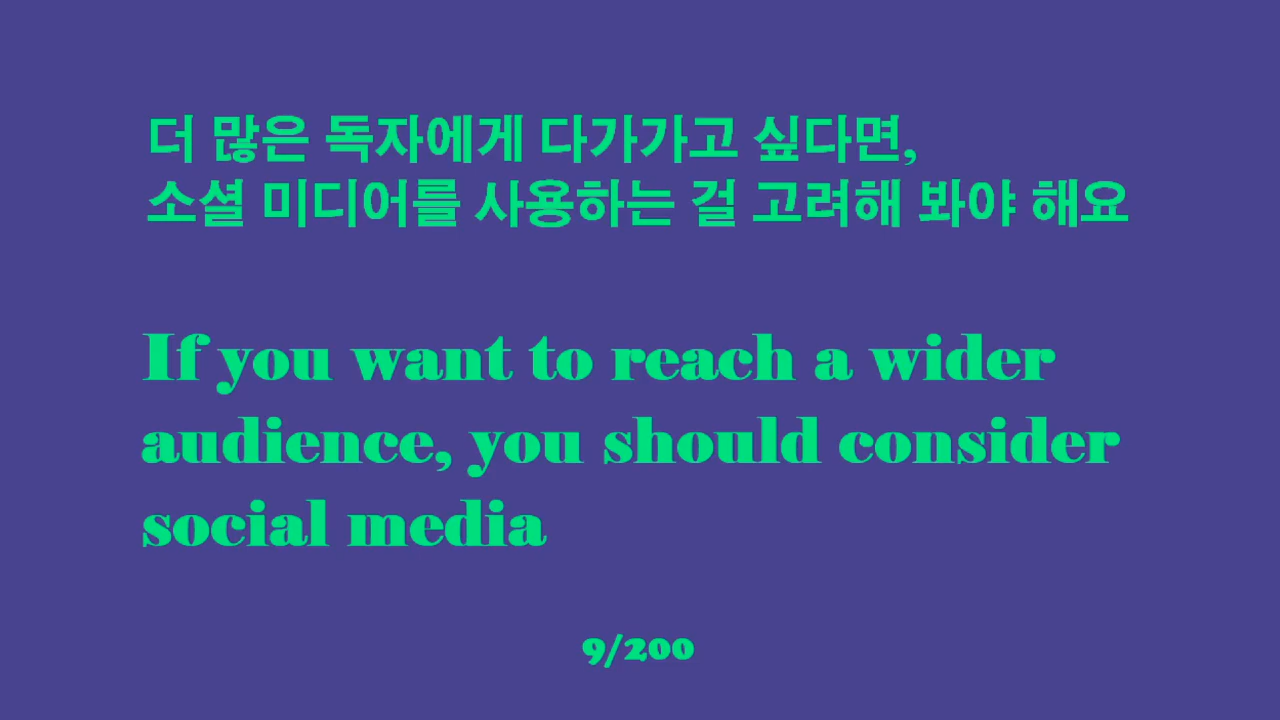 더 많은 독자에게 다가가고 싶다면,
소셜 미디어를 사용하는 걸 고려해 봐야 해요
If you want to reach a wider
audience, you should consider
social media
9/200